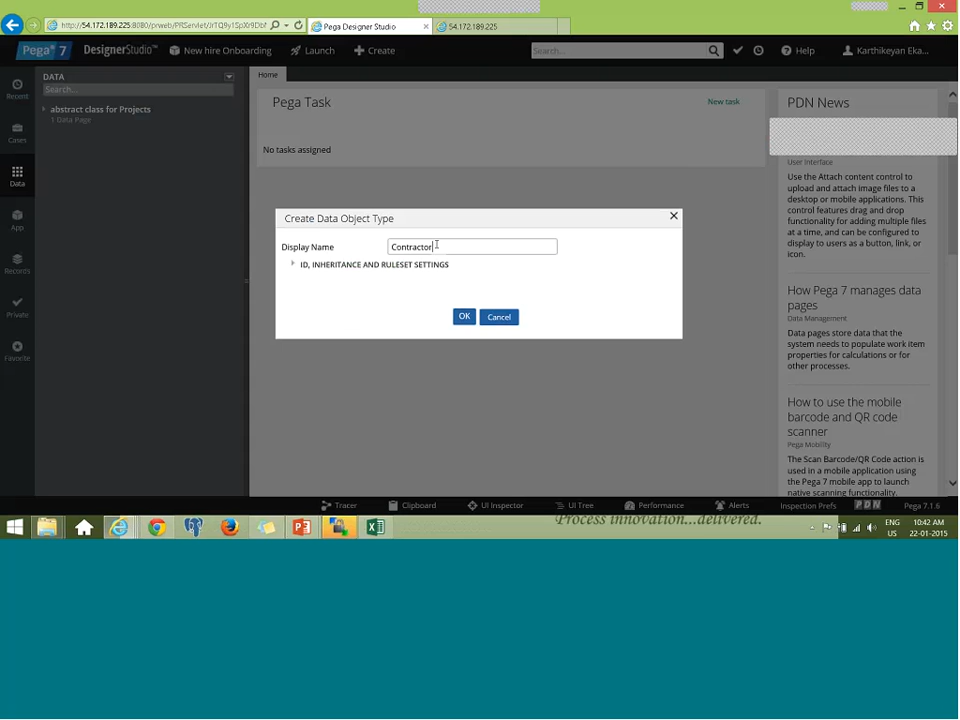 http://54.172.189.225:8080/prweb/PRServlet/
Pega Designer Studio
54.172.189.225
Pega 7 DesignerStudio™ New hire Onboarding Launch Create Search... Help Karthikeyan Eka...
Recent
Cases
Data
App
Records
Private
Favorite
DATA
Search...
abstract class for Projects
1 Data Page
Home
Pega Task
New task
No tasks assigned
Create Data Object Type
Display Name Contractor
ID, INHERITANCE AND RULESET SETTINGS
OK Cancel
PDN News
User Interface
Use the Attach content control to
upload and attach image files to a
desktop or mobile applications. This
control features drag and drop
functionality for adding multiple files
at a time, and can be configured to
display to users as a button, link, or
icon.
How Pega 7 manages data
pages
Data Management
Data pages store data that the
system needs to populate work item
properties for calculations or for
other processes.
How to use the mobile
barcode and QR code
scanner
Pega Mobility
The Scan Barcode/QR Code action is
used in a mobile application using
the Pega 7 mobile app to launch
native scanning functionality.
Tracer Clipboard UI Inspector UI Tree Performance Alerts Inspection Prefs PDN Pega 7.1.6
Process innovation...delivered.
ENG
US
10:42 AM
22-01-2015